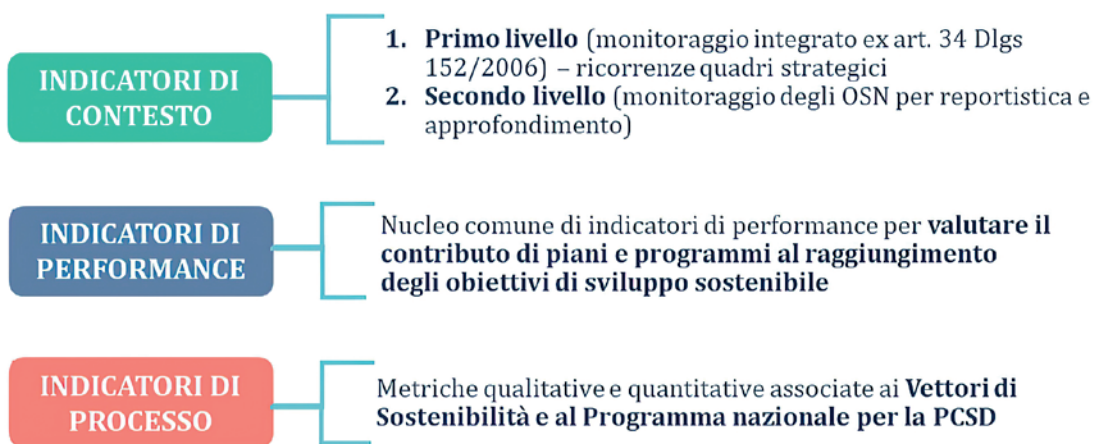 INDICATORI DI
CONTESTO
1. Primo livello (monitoraggio integrato ex art. 34 Dlgs
152/2006) – ricorrenze quadri strategici
2. Secondo livello (monitoraggio degli OSN per reportistica e
approfondimento)
INDICATORI DI
PERFORMANCE
Nucleo comune di indicatori di performance per valutare il
contributo di piani e programmi al raggiungimento
degli obiettivi di sviluppo sostenibile
INDICATORI DI
PROCESSO
Metriche qualitative e quantitative associate ai Vettori di
Sostenibilità e al Programma nazionale per la PCSD